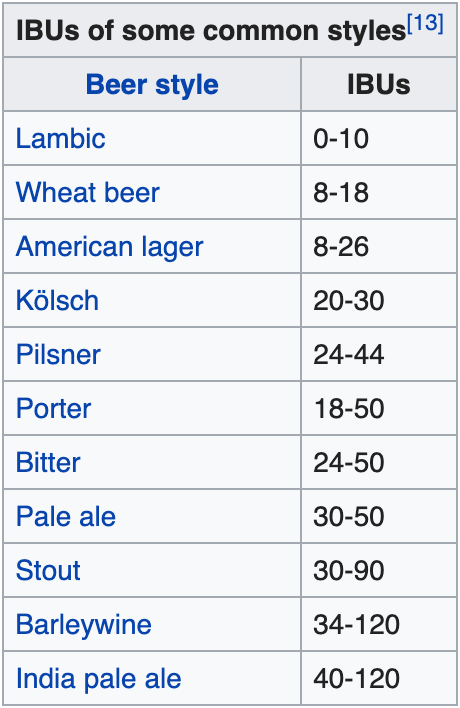 IBUs of some common styles[13]
Beer style IBUs
Lambic 0-10
Wheat beer 8-18
American lager 8-26
Kölsch 20-30
Pilsner 24-44
Porter 18-50
Bitter 24-50
Pale ale 30-50
Stout 30-90
Barleywine 34-120
India pale ale 40-120